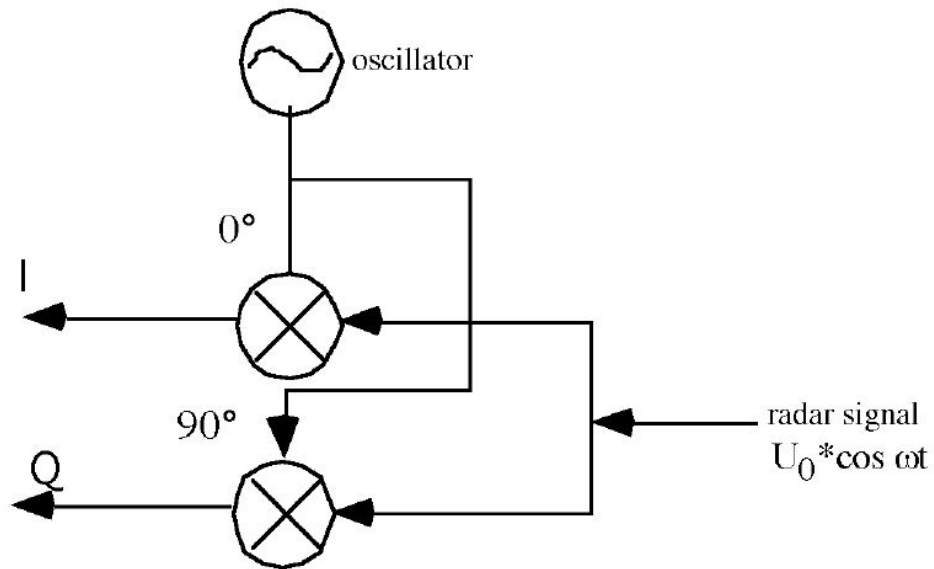 oscillator
0°
I
90°
Q
radar signal
U₀*cos ωt